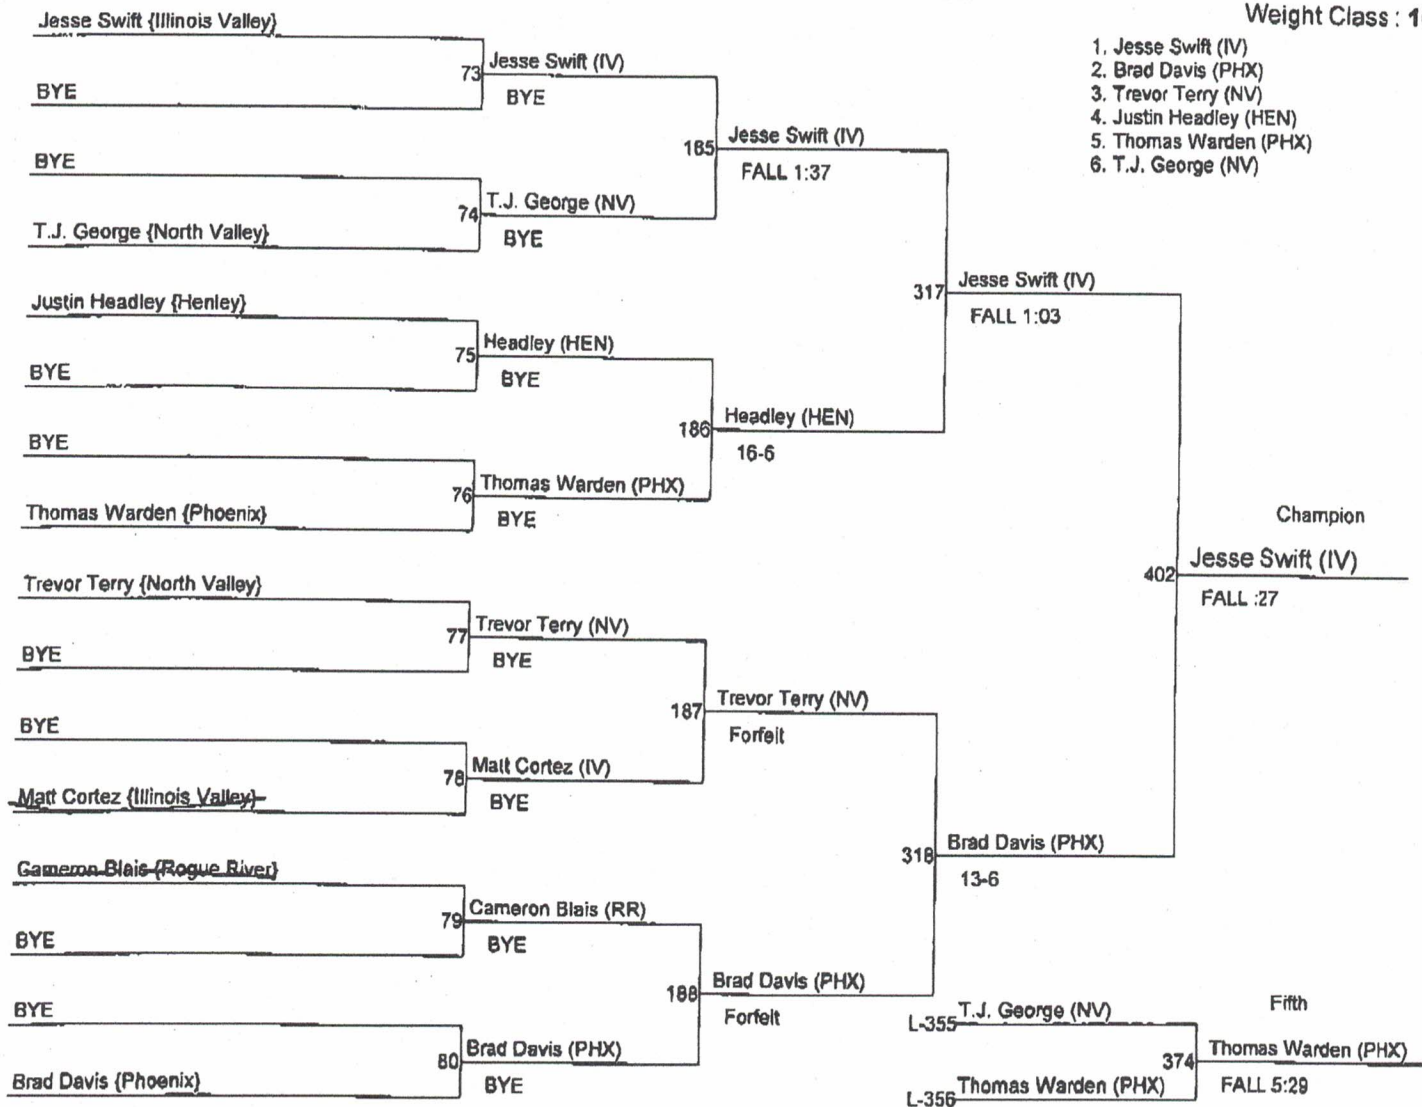 Weight Class : 1
1. Jesse Swift (IV)
2. Brad Davis (PHX)
3. Trevor Terry (NV)
4. Justin Headley (HEN)
5. Thomas Warden (PHX)
6. T.J. George (NV)
Jesse Swift {Illinois Valley}
73 Jesse Swift (IV)
BYE
BYE
185 Jesse Swift (IV)
FALL 1:37
BYE
74 T.J. George (NV)
BYE
T.J. George {North Valley}
317 Jesse Swift (IV)
FALL 1:03
Justin Headley {Henley}
75 Headley (HEN)
BYE
BYE
186 Headley (HEN)
16-6
BYE
76 Thomas Warden (PHX)
BYE
Thomas Warden {Phoenix}
Champion
402 Jesse Swift (IV)
FALL :27
Trevor Terry {North Valley}
77 Trevor Terry (NV)
BYE
BYE
187 Trevor Terry (NV)
Forfeit
BYE
78 Matt Cortez (IV)
BYE
Matt Cortez {Illinois Valley}
318 Brad Davis (PHX)
13-6
Cameron Blais {Rogue River}
79 Cameron Blais (RR)
BYE
BYE
188 Brad Davis (PHX)
Forfeit
BYE
80 Brad Davis (PHX)
BYE
Brad Davis {Phoenix}
L-355 T.J. George (NV)
Fifth
374 Thomas Warden (PHX)
FALL 5:29
L-356 Thomas Warden (PHX)